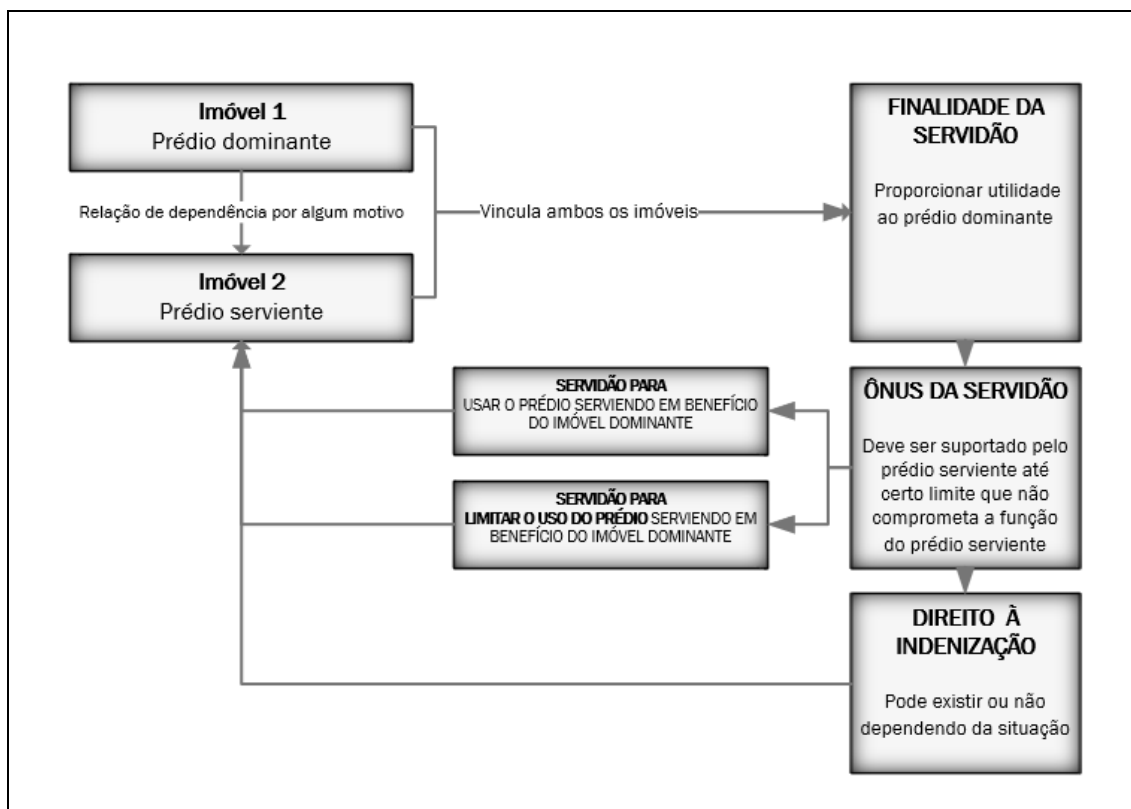 Imóvel 1
Prédio dominante
Relação de dependência por algum motivo
Imóvel 2
Prédio serviente
Vincula ambos os imóveis
FINALIDADE DA
SERVIDÃO
Proporcionar utilidade
ao prédio dominante
SERVIDÃO PARA
USAR O PRÉDIO SERVIENDO EM BENEFÍCIO
DO IMÓVEL DOMINANTE
SERVIDÃO PARA
LIMITAR O USO DO PRÉDIO SERVIENDO EM
BENEFÍCIO DO IMÓVEL DOMINANTE
ÔNUS DA SERVIDÃO
Deve ser suportado pelo
prédio serviente até
certo limite que não
comprometa a função
do prédio serviente
DIREITO À
INDENIZAÇÃO
Pode existir ou não
dependendo da situação